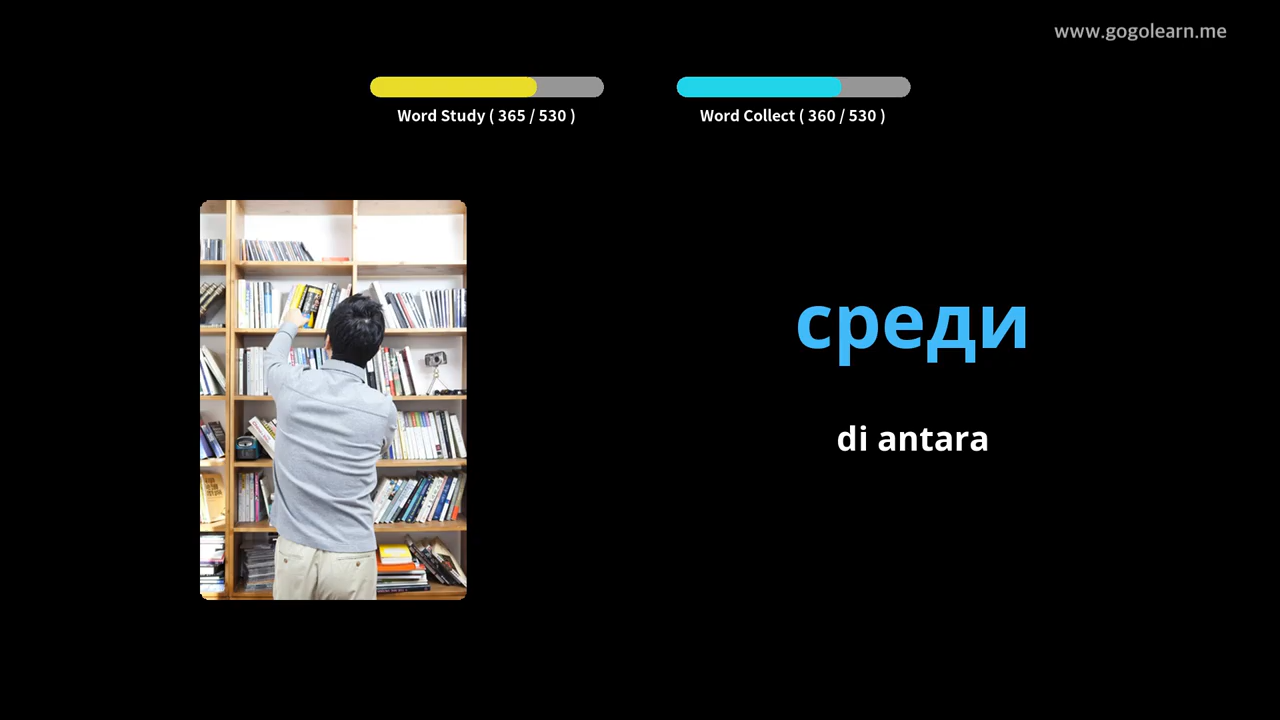 www.gogolearn.me
Word Study ( 365 / 530 )
Word Collect ( 360 / 530 )
среди
di antara